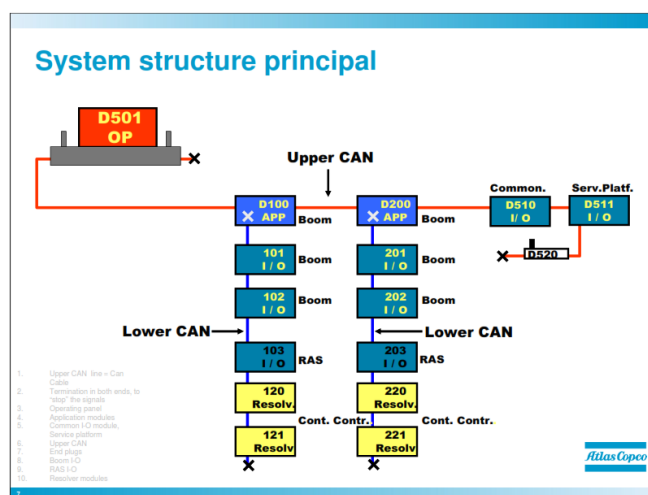 System structure principal
D501
OP
Upper CAN
Common.
Serv.Platf.
D100
APP
Boom
D200
APP
Boom
D510
I/O
D511
I/O
D520
101
I/O
Boom
201
I/O
Boom
102
I/O
Boom
202
I/O
Boom
Lower CAN
Lower CAN
103
I/O
RAS
203
I/O
RAS
120
Resolv.
220
Resolv.
Cont. Contr.
Cont. Contr.
121
Resolv
221
Resolv
1. Upper CAN line = Can
Cable
2. Termination in both ends, to
"stop" the signals
3. Operating panel
4. Application modules
5. Common I-O module,
Service platform
6. Upper CAN
7. End plugs
8. Boom I-O
9. RAS I-O
10. Resolver modules
Atlas Copco